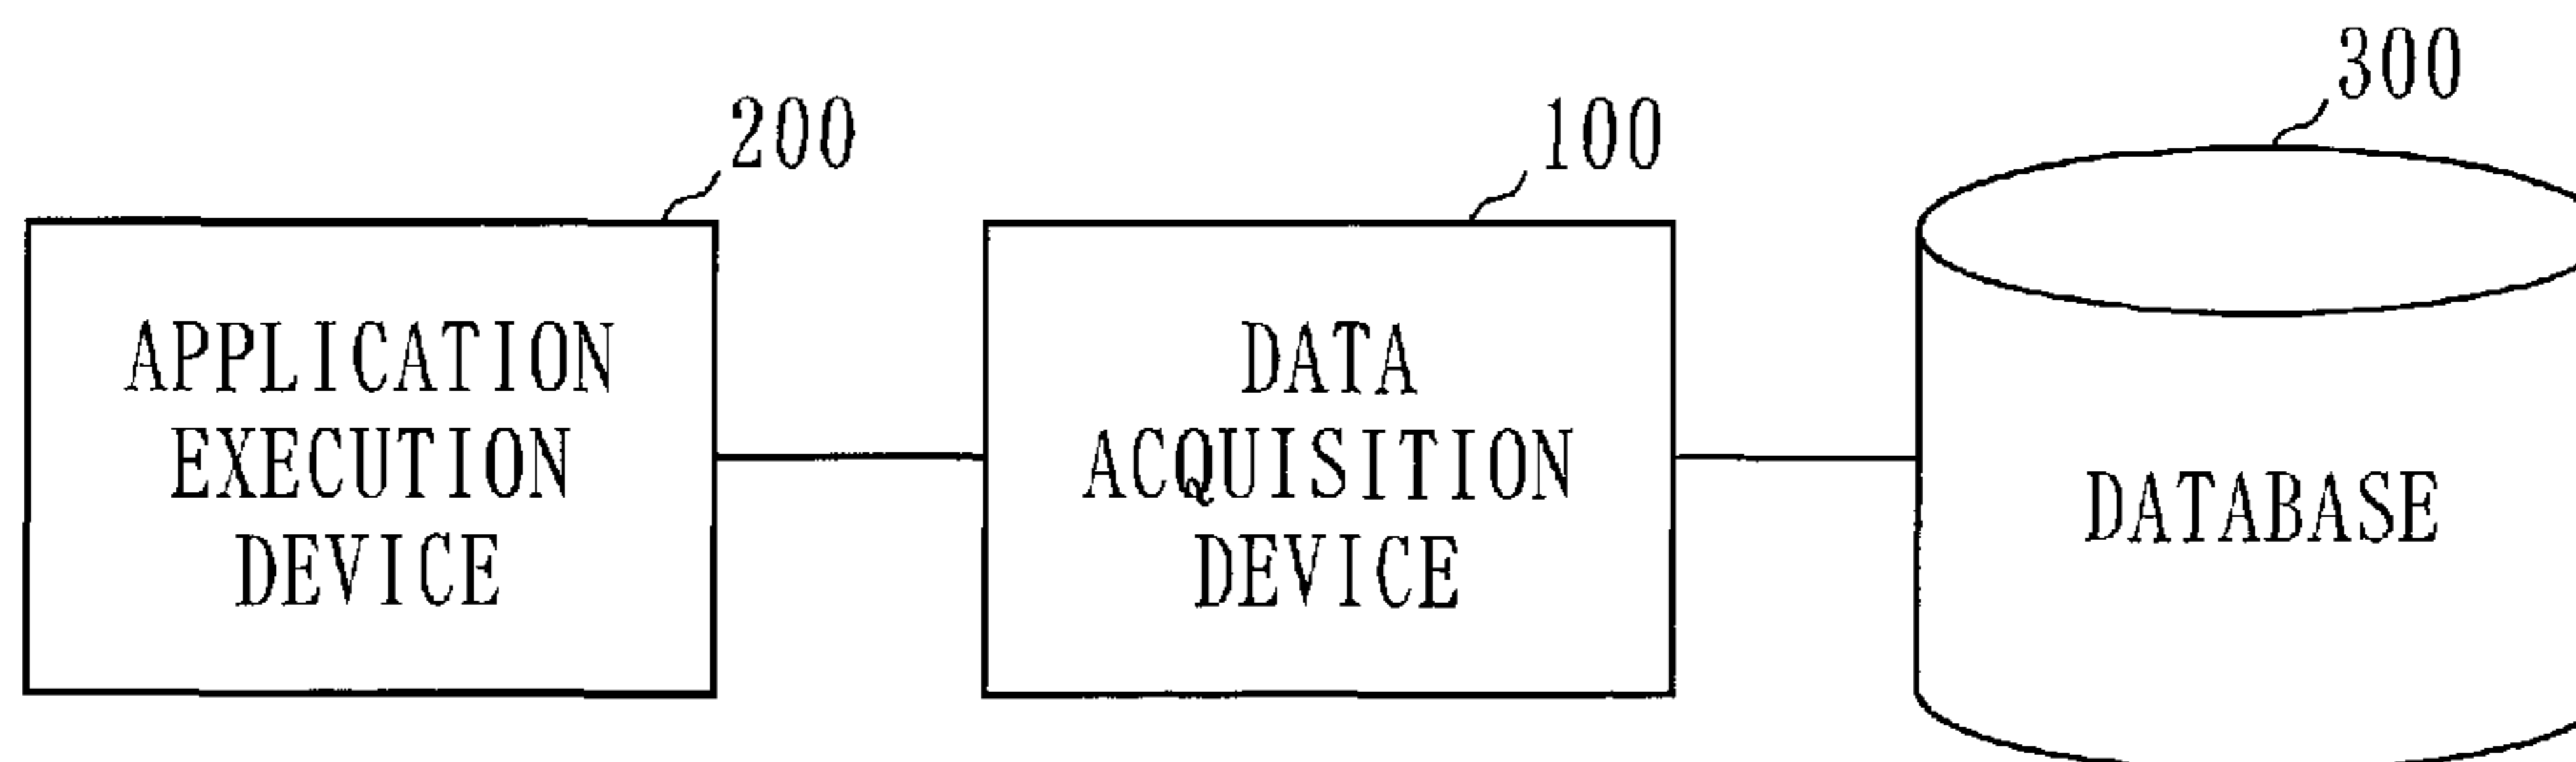 200
100
300
APPLICATION
EXECUTION
DEVICE
DATA
ACQUISITION
DEVICE
DATABASE